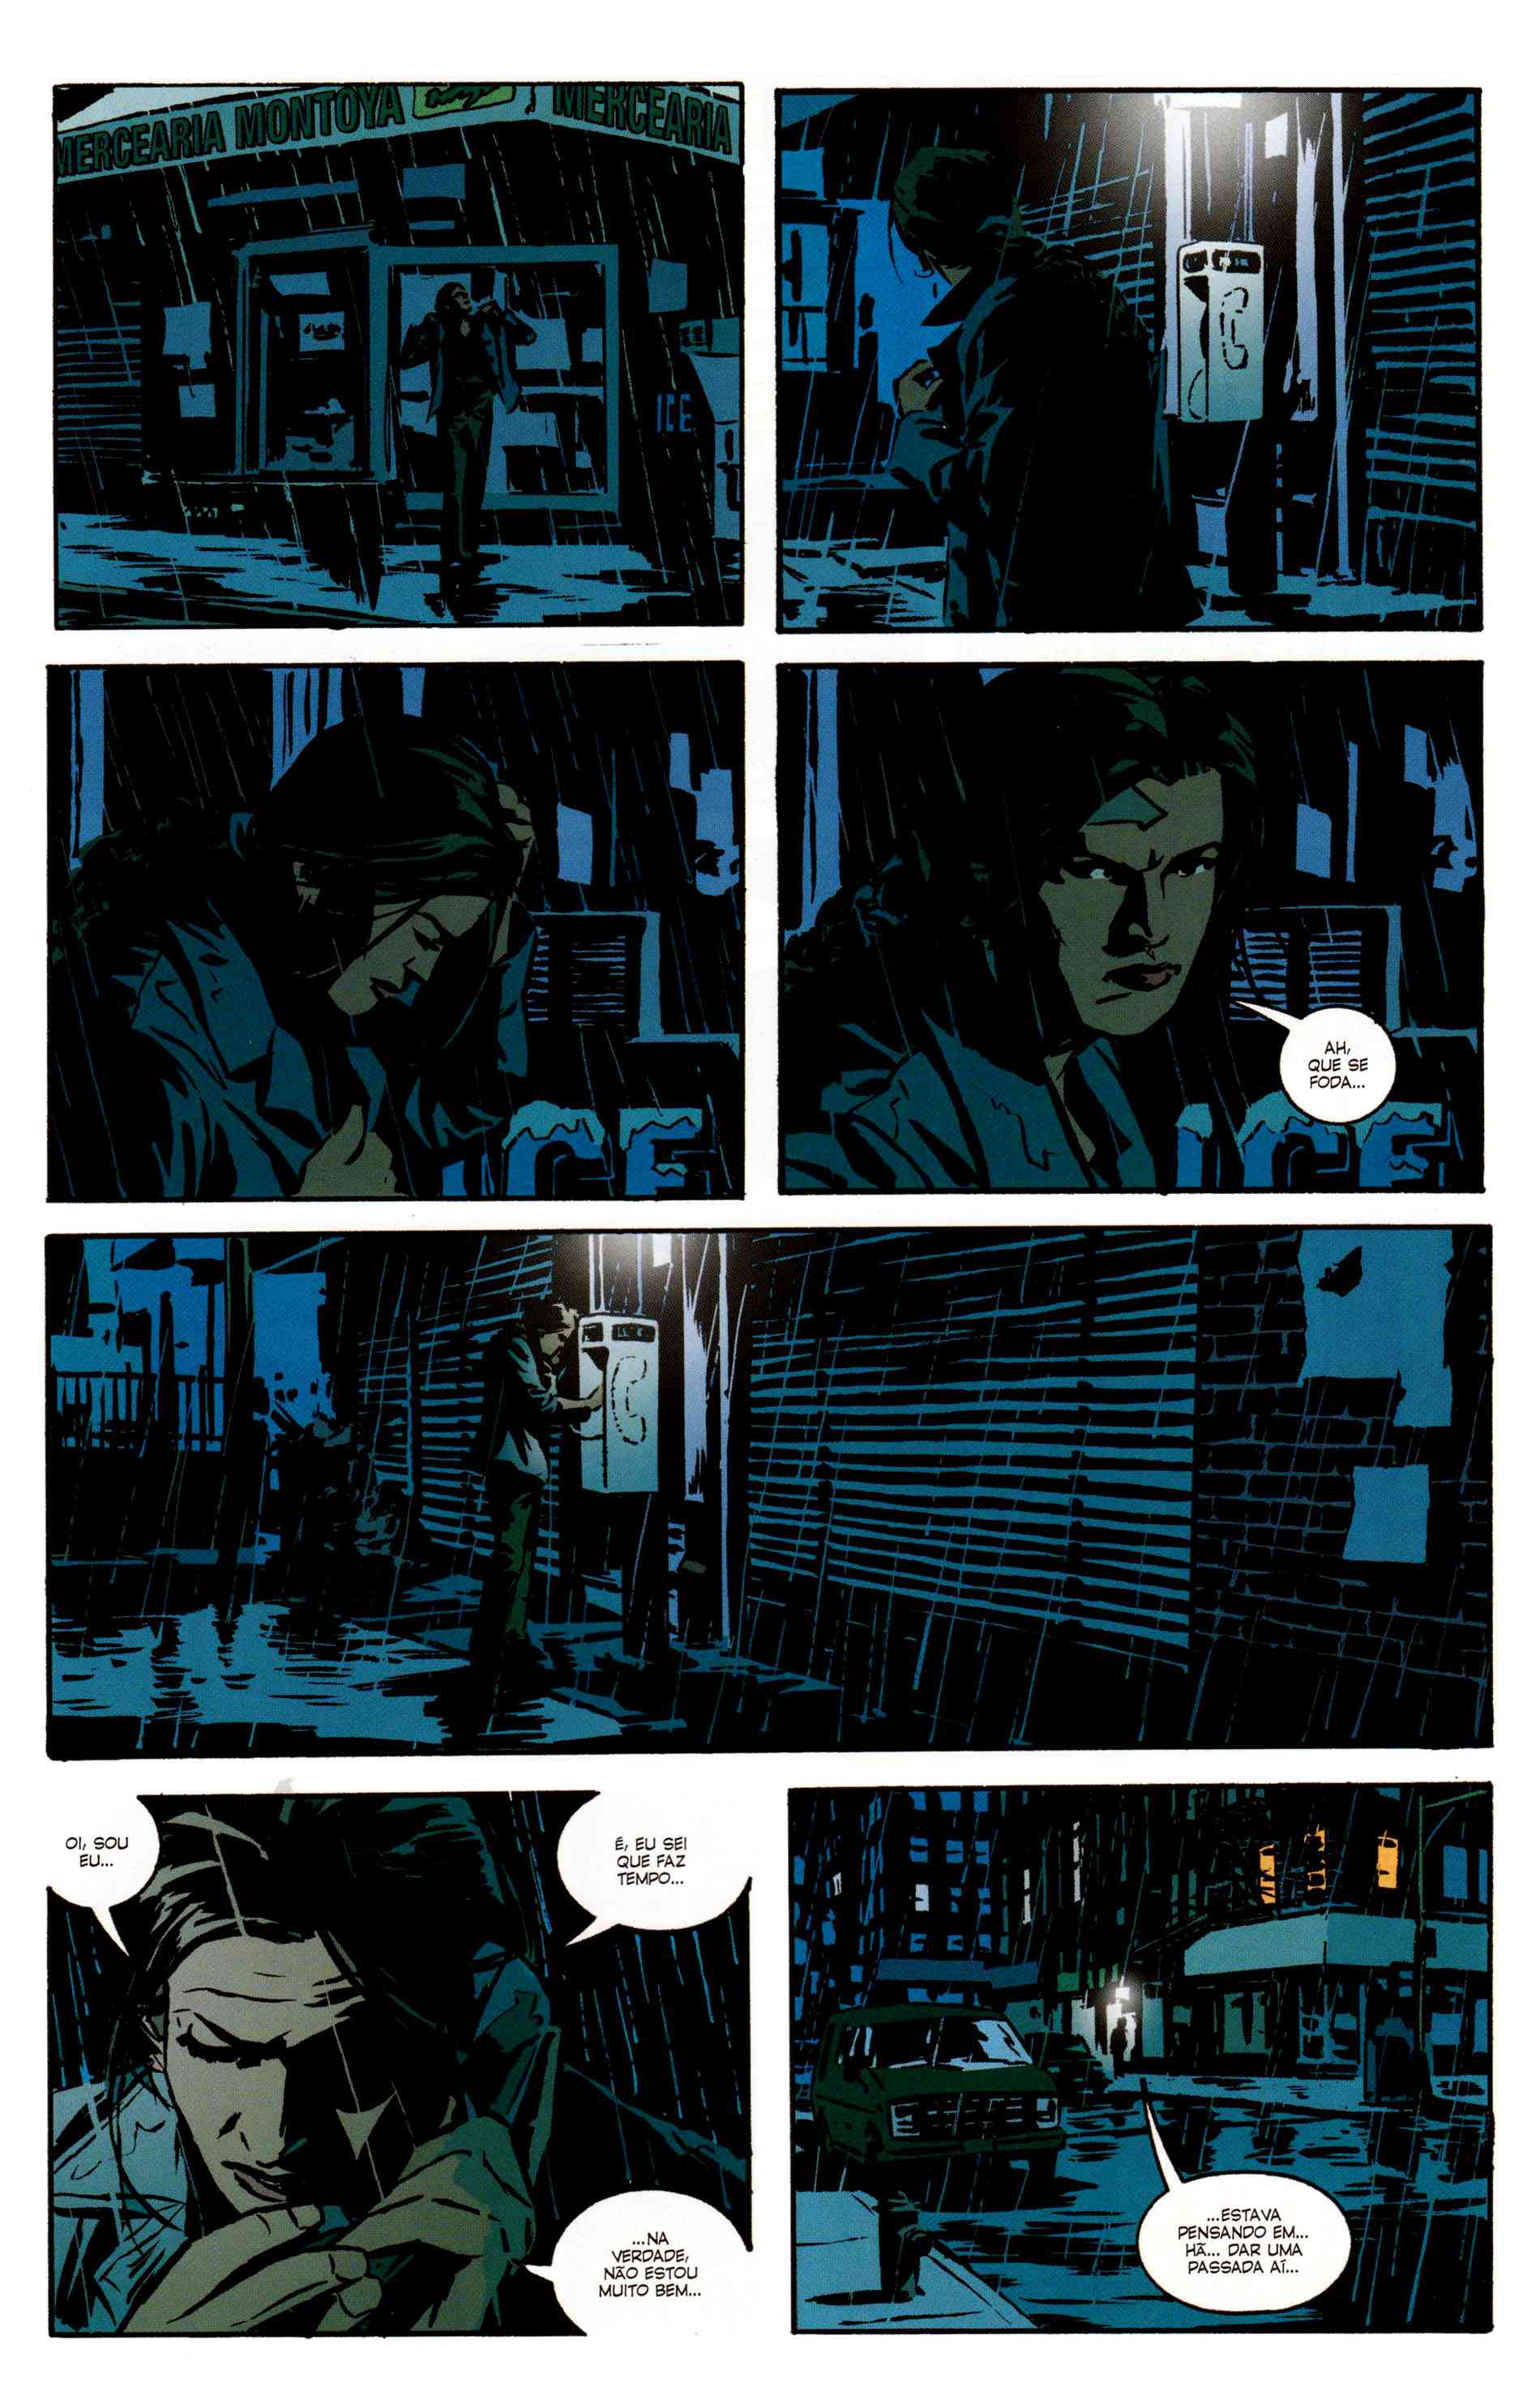 MERCEARIA MONTOYA
MERCEARIA
ICE
AH,
QUE SE
FODA...
ICE
ICE
OI, SOU
EU...
É, EU SEI
QUE FAZ
TEMPO...
...NA
VERDADE,
NÃO ESTOU
MUITO BEM...
...ESTAVA
PENSANDO EM...
HÃ... DAR UMA
PASSADA AÍ...